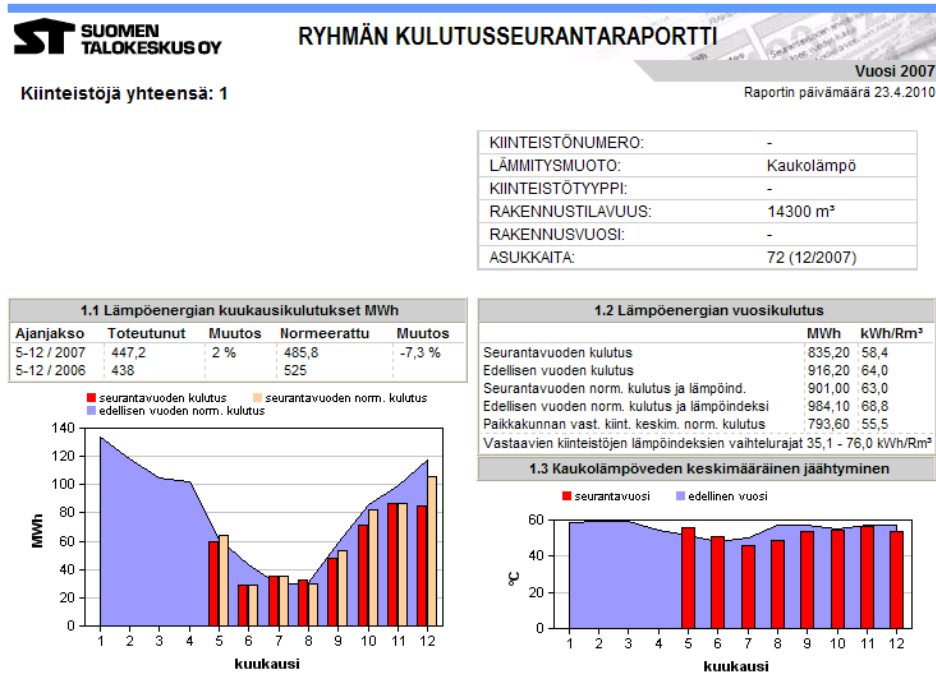 SUOMEN
TALOKESKUS OY
RYHMÄN KULUTUSSEURANTARAPORTTI
Vuosi 2007
Kiinteistöjä yhteensä: 1
Raportin päivämäärä 23.4.2010
KIINTEISTÖNUMERO: -
LÄMMITYSMUOTO: Kaukolämpö
KIINTEISTÖTYYPPI: -
RAKENNUSTILAVUUS: 14300 m³
RAKENNUSVUOSI: -
ASUKKAITA: 72 (12/2007)
1.1 Lämpöenergian kuukausikulutukset MWh
Ajanjakso Toteutunut Muutos Normeerattu Muutos
5-12 / 2007 447,2 2 % 485,8 -7,3 %
5-12 / 2006 438 525
seurantavuoden kulutus seurantavuoden norm. kulutus
edellisen vuoden norm. kulutus
140
120
100
80
60
40
20
0
MWh
1 2 3 4 5 6 7 8 9 10 11 12
kuukausi
1.2 Lämpöenergian vuosikulutus
MWh kWh/Rm³
Seurantavuoden kulutus 835,20 58,4
Edellisen vuoden kulutus 916,20 64,0
Seurantavuoden norm. kulutus ja lämpöind. 901,00 63,0
Edellisen vuoden norm. kulutus ja lämpöindeksi 984,10 68,8
Paikkakunnan vast. kiint. keskim. norm. kulutus 793,60 55,5
Vastaavien kiinteistöjen lämpöindeksien vaihtelurajat 35,1 - 76,0 kWh/Rm³
1.3 Kaukolämpöveden keskimääräinen jäähtyminen
seurantavuosi edellinen vuosi
60
40
20
0
°C
1 2 3 4 5 6 7 8 9 10 11 12
kuukausi